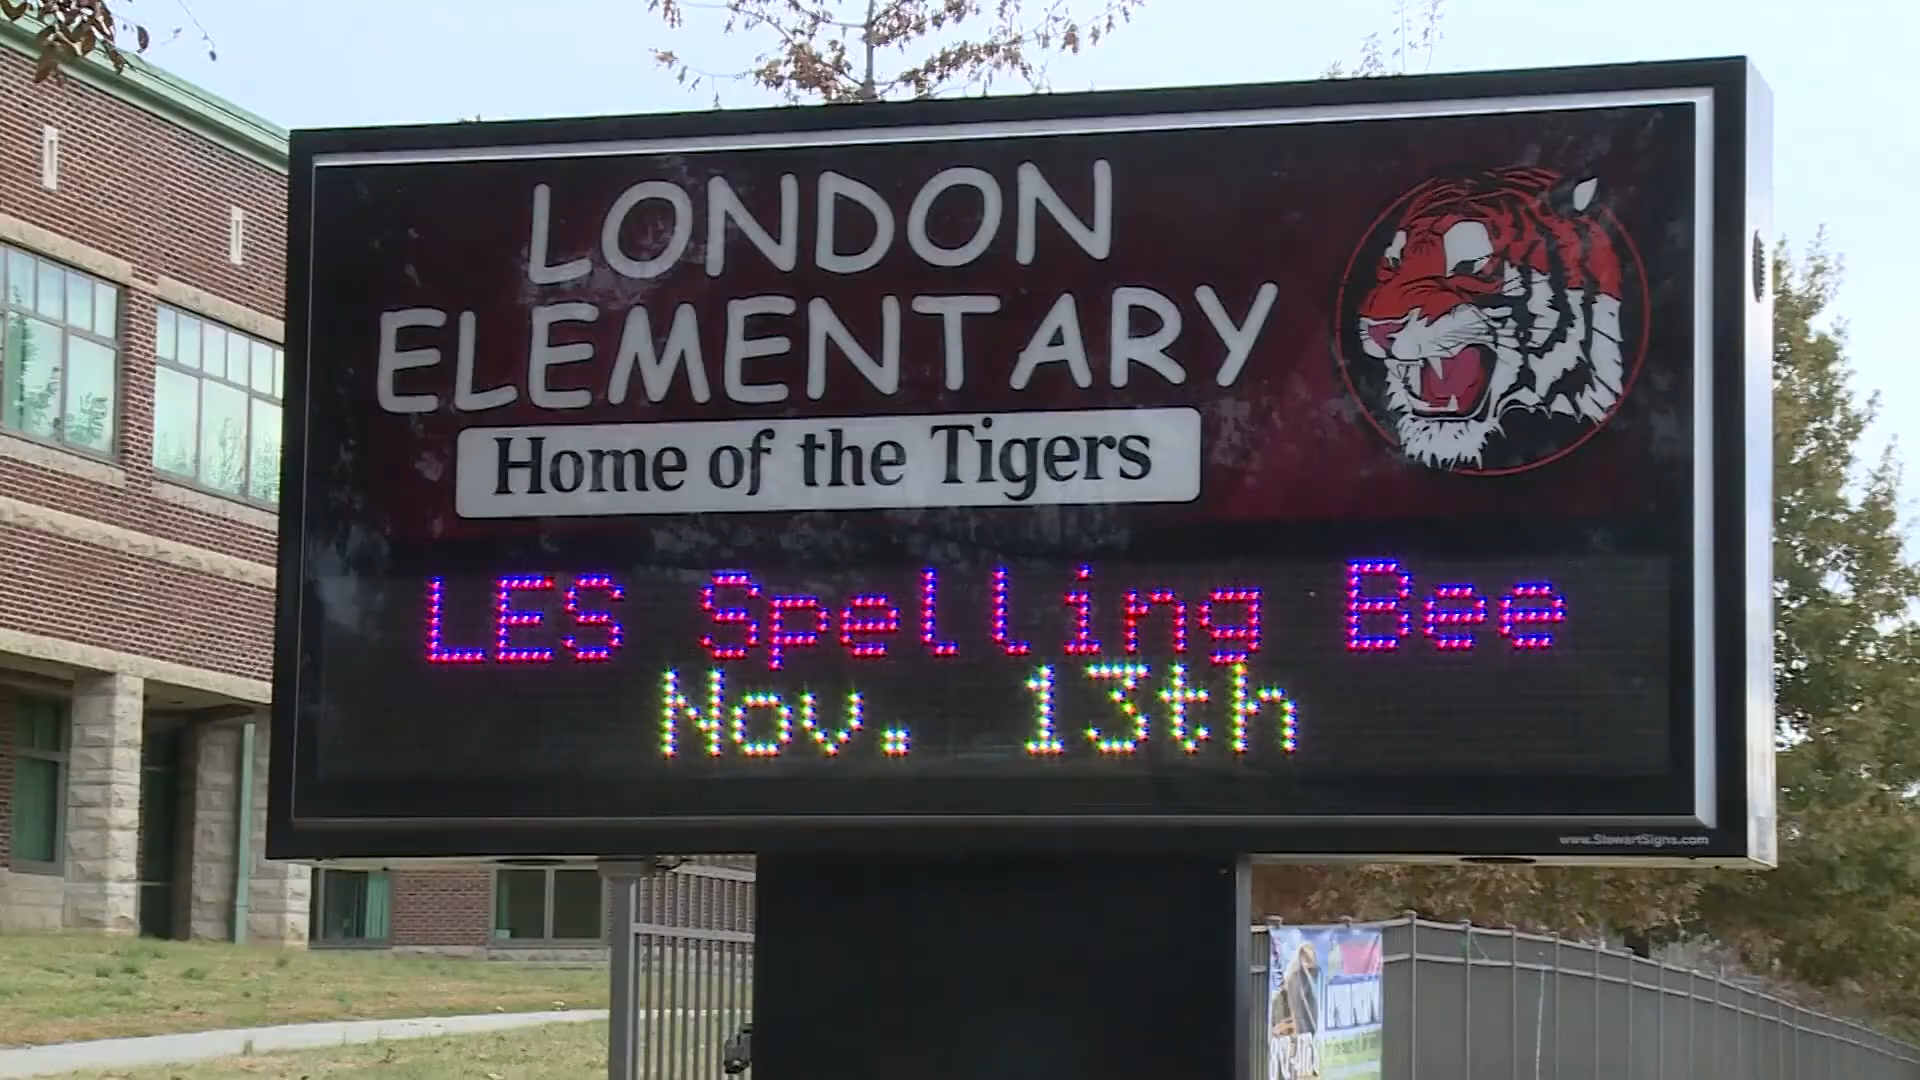 LONDON
ELEMENTARY
Home of the Tigers
LES Spelling Bee
Nov. 13th
www.StewartSigns.com